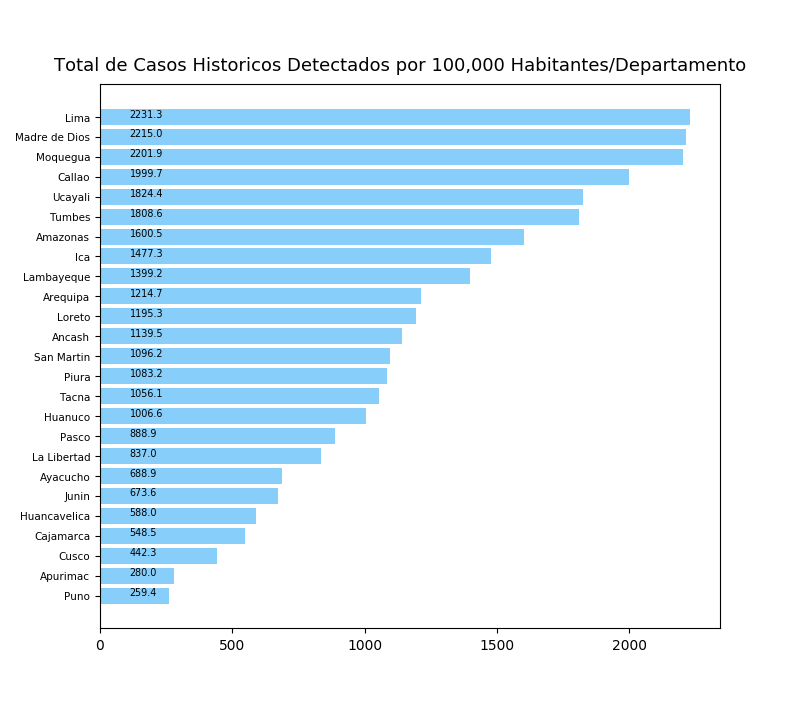 Total de Casos Historicos Detectados por 100,000 Habitantes/Departamento
Lima 2231.3
Madre de Dios 2215.0
Moquegua 2201.9
Callao 1999.7
Ucayali 1824.4
Tumbes 1808.6
Amazonas 1600.5
Ica 1477.3
Lambayeque 1399.2
Arequipa 1214.7
Loreto 1195.3
Ancash 1139.5
San Martin 1096.2
Piura 1083.2
Tacna 1056.1
Huanuco 1006.6
Pasco 888.9
La Libertad 837.0
Ayacucho 688.9
Junin 673.6
Huancavelica 588.0
Cajamarca 548.5
Cusco 442.3
Apurimac 280.0
Puno 259.4
0 500 1000 1500 2000